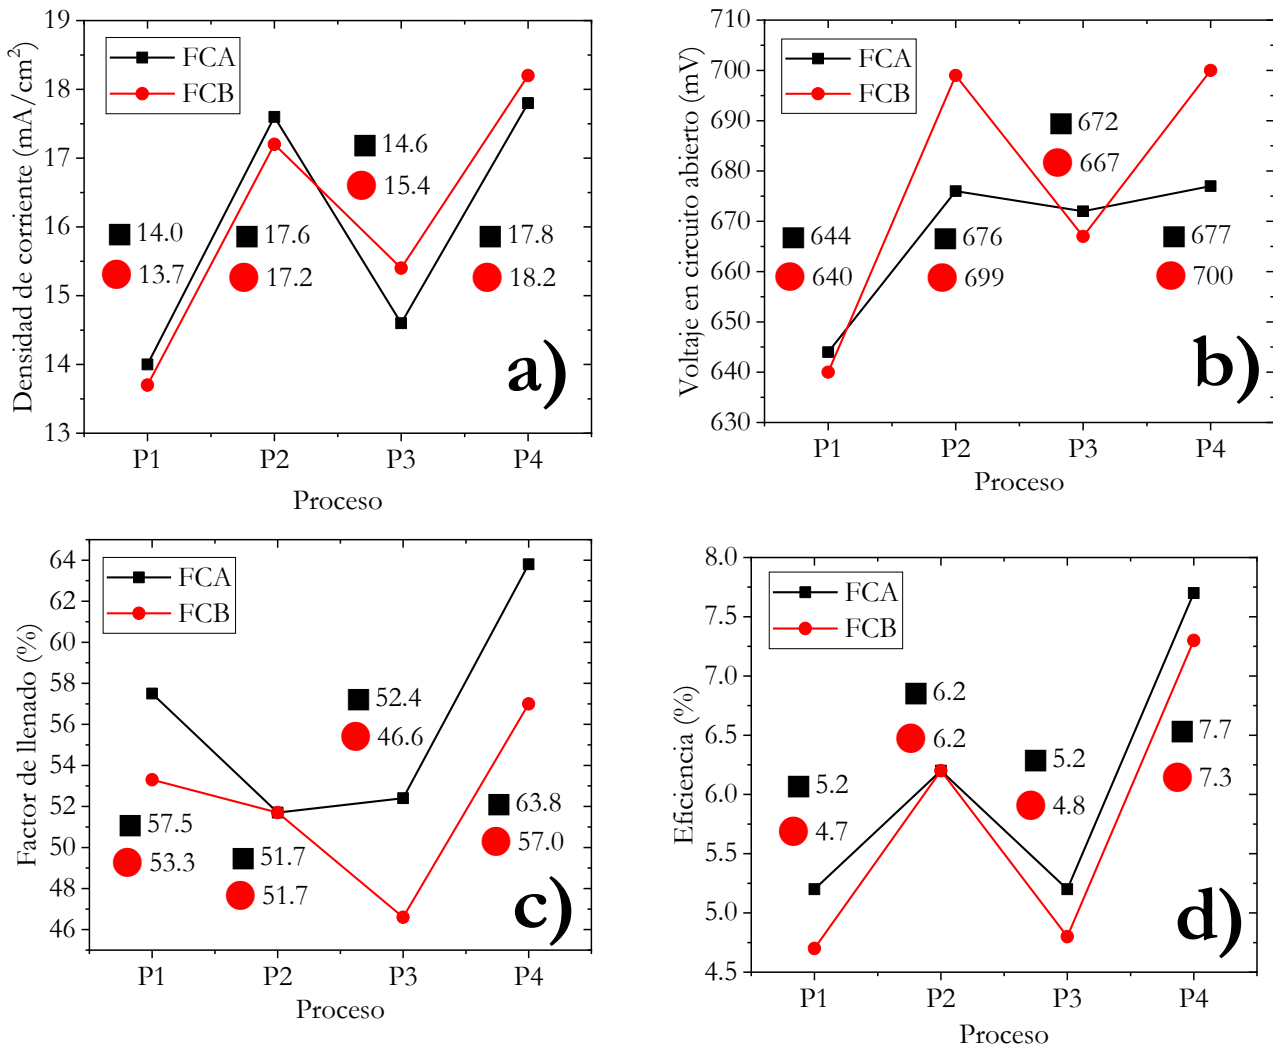 Densidad de corriente (mA/cm²)
19
18
17
16
15
14
13
FCA
FCB
14.0
13.7
17.6
17.2
14.6
15.4
17.8
18.2
a)
P1 P2 P3 P4
Proceso
Voltaje en circuito abierto (mV)
700
690
680
670
660
650
640
630
FCA
FCB
644
640
676
699
672
667
677
700
b)
P1 P2 P3 P4
Proceso
Factor de llenado (%)
64
62
60
58
56
54
52
50
48
46
FCA
FCB
57.5
53.3
51.7
51.7
52.4
46.6
63.8
57.0
c)
P1 P2 P3 P4
Proceso
Eficiencia (%)
8.0
7.5
7.0
6.5
6.0
5.5
5.0
4.5
FCA
FCB
5.2
4.7
6.2
6.2
5.2
4.8
7.7
7.3
d)
P1 P2 P3 P4
Proceso